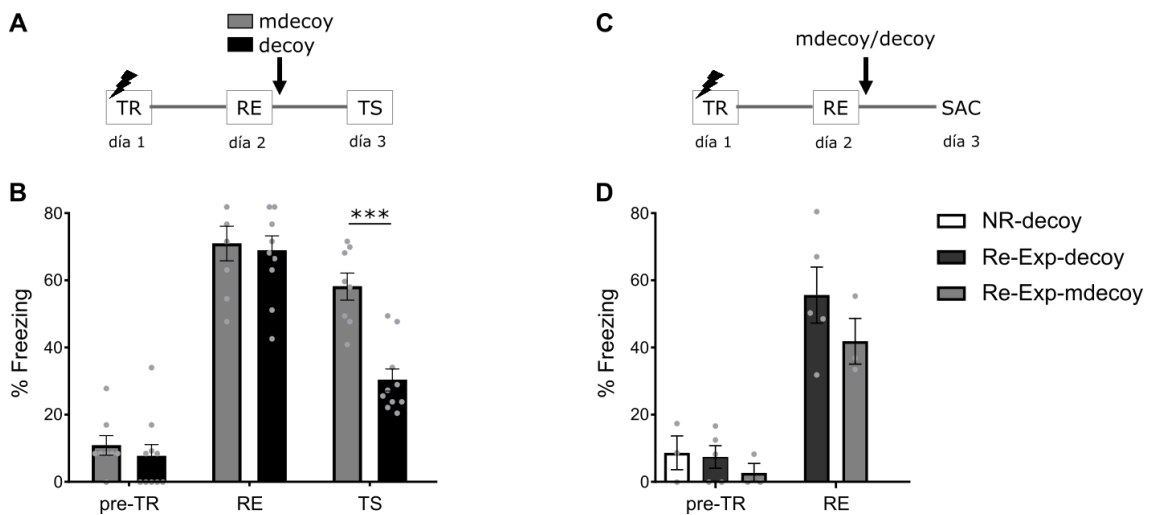 A
mdecoy
decoy
TR
RE
TS
día 1
día 2
día 3
B
80
60
40
20
0
% Freezing
***
pre-TR
RE
TS
C
mdecoy/decoy
TR
RE
SAC
día 1
día 2
día 3
D
80
60
40
20
0
% Freezing
pre-TR
RE
NR-decoy
Re-Exp-decoy
Re-Exp-mdecoy